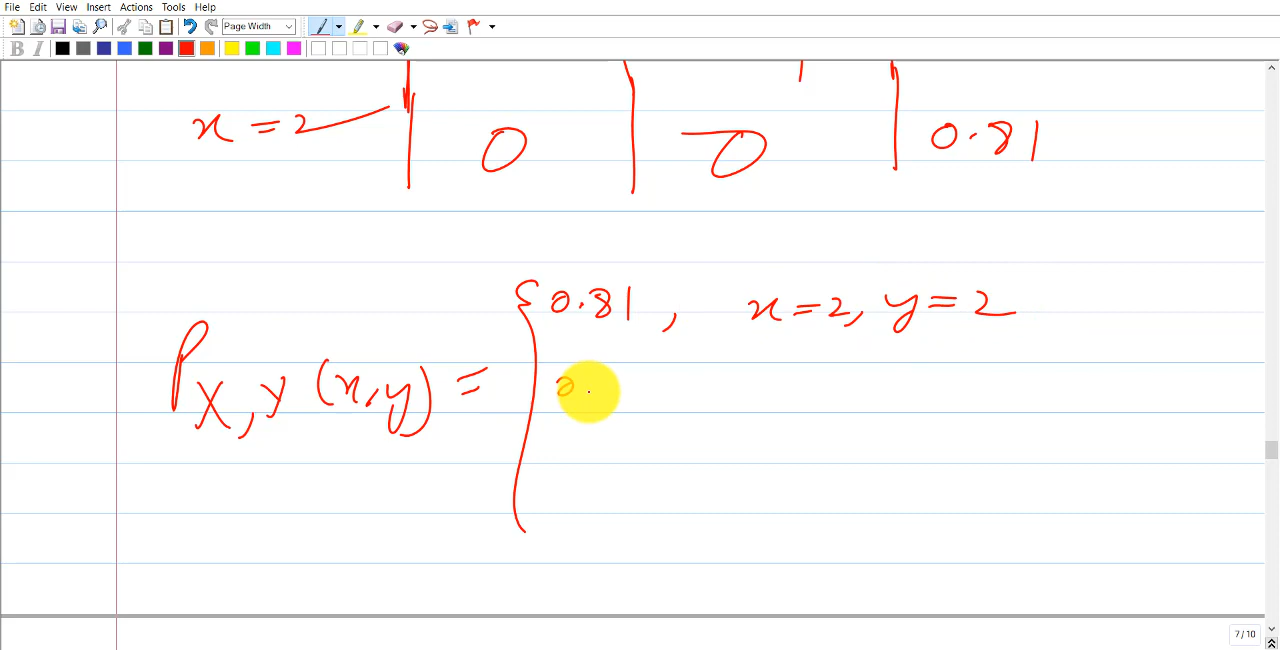 File Edit View Insert Actions Tools Help
Page Width
B I
x = 2 0 0 0.81
P X,Y (x,y) = { 0.81, x=2, y=2
0.
7/10